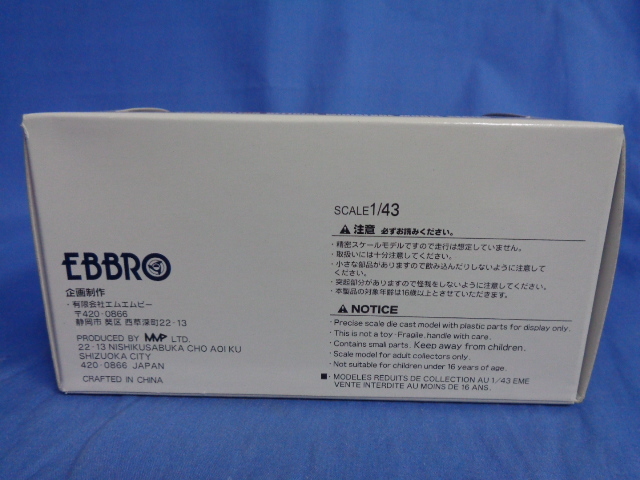 EBBRO
企画制作
・有限会社エムエムピー
〒420-0866
静岡市 葵区 西草深町22-13
PRODUCED BY MMP LTD.
22-13 NISHIKUSABUKA CHO AOI KU
SHIZUOKA CITY
420-0866 JAPAN
CRAFTED IN CHINA
SCALE1/43
⚠注意 必ずお読みください。
・精密スケールモデルですので走行は想定していません。
・取扱いには十分注意してください。
・小さな部品がありますので飲み込んだりしないように注意して
ください。
・突起部分がありますので怪我をしないように注意してください。
・本製品の対象年齢は16歳以上とさせていただきます。
⚠NOTICE
・Precise scale die cast model with plastic parts for display only.
・This is not a toy・Fragile, handle with care.
・Contains small parts. Keep away from children.
・Scale model for adult collectors only.
・Not suitable for children under 16 years of age.
■・MODELES REDUITS DE COLLECTION AU 1/43 EME
VENTE INTERDITE AU MOINS DE 16 ANS.